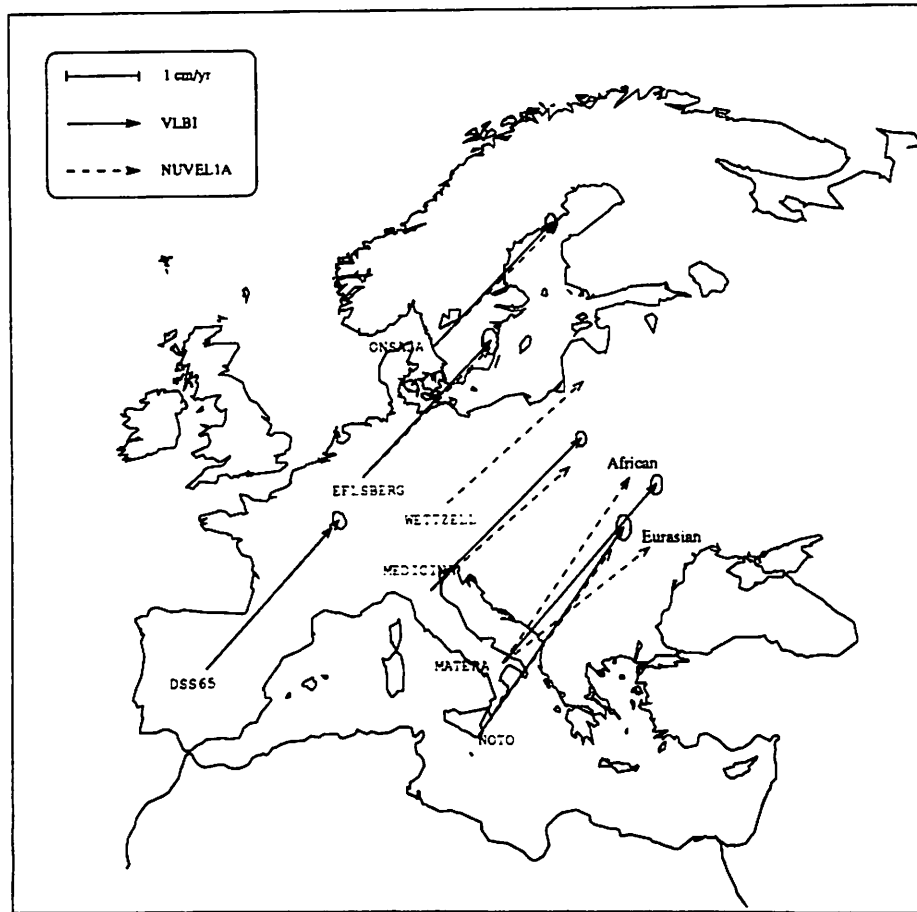 1 cm/yr
VLBI
NUVEL1A
ONSALA
EFLSBERG
African
WETTZELL
Eurasian
MEDICINA
MATERA
DSS65
NOTO